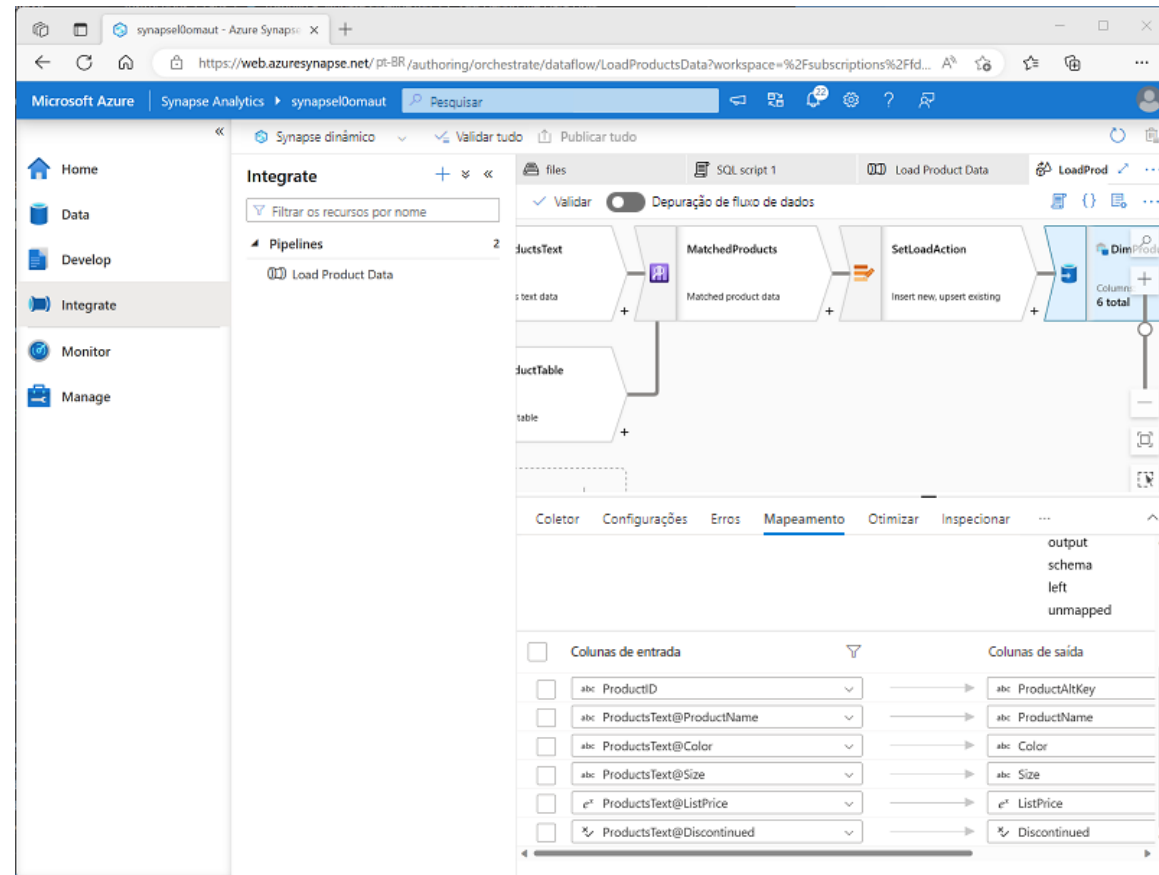 synapsel0omaut - Azure Synapse
https://web.azuresynapse.net/pt-BR/authoring/orchestrate/dataflow/LoadProductsData?workspace=%2Fsubscriptions%2Ffd...
Microsoft Azure Synapse Analytics synapsel0omaut Pesquisar 22
Synapse dinâmico Validar tudo Publicar tudo
Home
Data
Develop
Integrate
Monitor
Manage
Integrate
Filtrar os recursos por nome
Pipelines 2
Load Product Data
files SQL script 1 Load Product Data LoadProd
Validar Depuração de fluxo de dados
ductsText MatchedProducts SetLoadAction DimProdu
Columns:
s text data Matched product data Insert new, upsert existing 6 total
ductTable
table
Coletor Configurações Erros Mapeamento Otimizar Inspecionar ...
output
schema
left
unmapped
Colunas de entrada Colunas de saída
abc ProductID abc ProductAltKey
abc ProductsText@ProductName abc ProductName
abc ProductsText@Color abc Color
abc ProductsText@Size abc Size
eˣ ProductsText@ListPrice eˣ ListPrice
ProductsText@Discontinued Discontinued